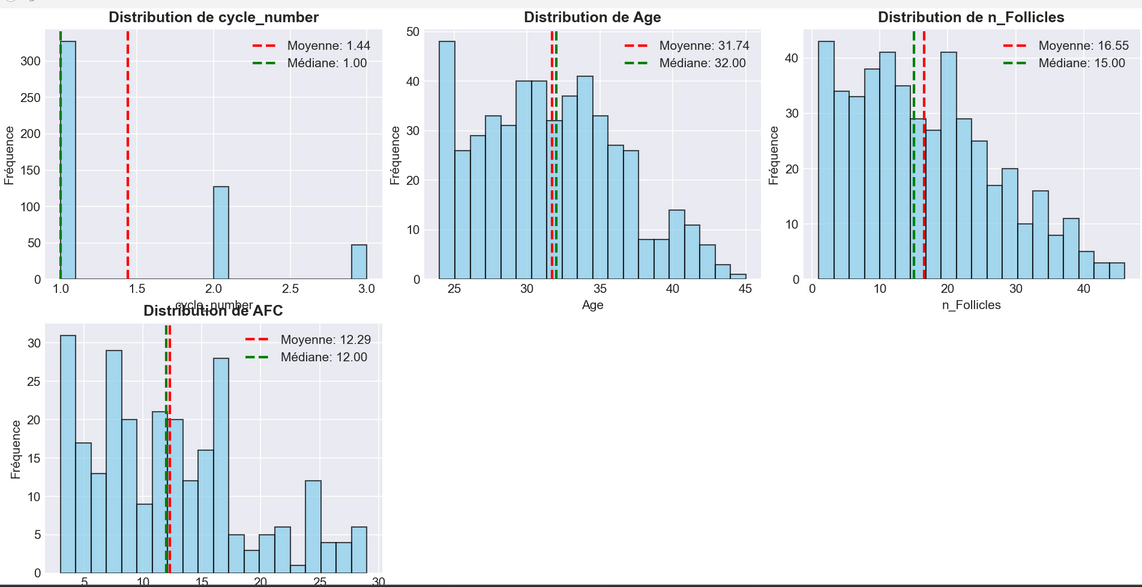 Distribution de cycle_number
Moyenne: 1.44
Médiane: 1.00
Fréquence
300
250
200
150
100
50
0
1.0 1.5 2.0 2.5 3.0
cycle_number
Distribution de Age
Moyenne: 31.74
Médiane: 32.00
Fréquence
50
40
30
20
10
0
25 30 35 40 45
Age
Distribution de n_Follicles
Moyenne: 16.55
Médiane: 15.00
Fréquence
40
30
20
10
0
0 10 20 30 40
n_Follicles
Distribution de AFC
Moyenne: 12.29
Médiane: 12.00
Fréquence
30
25
20
15
10
5
0
5 10 15 20 25 30